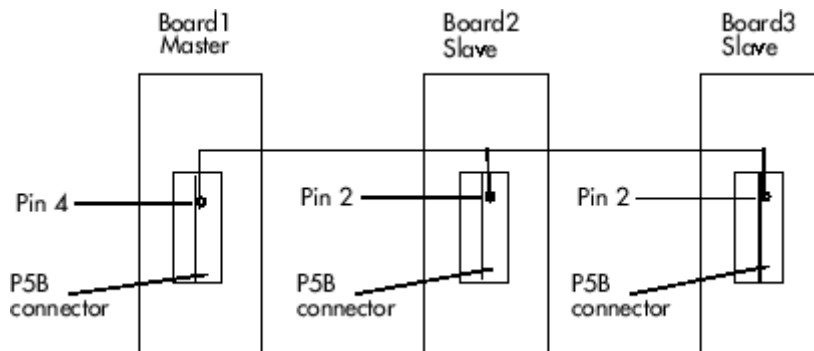 Board1
Master
Board2
Slave
Board3
Slave
Pin 4
Pin 2
Pin 2
P5B
connector
P5B
connector
P5B
connector